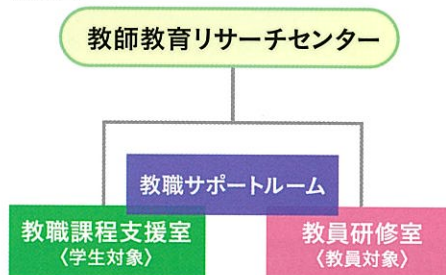 教師教育リサーチセンター
教職サポートルーム
教職課程支援室
〈学生対象〉
教員研修室
〈教員対象〉